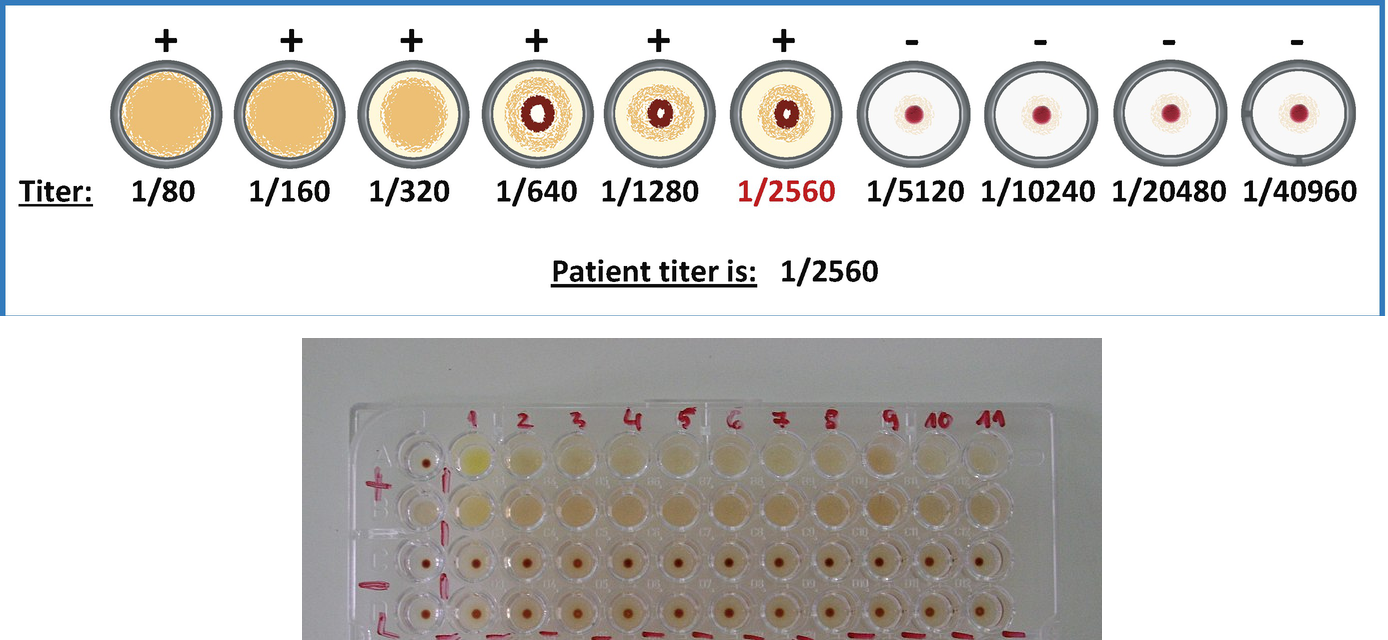 + + + + + + - - - -
Titer: 1/80 1/160 1/320 1/640 1/1280 1/2560 1/5120 1/10240 1/20480 1/40960
Patient titer is: 1/2560
1 2 3 4 5 6 7 8 9 10 11
A
+
B
C
-